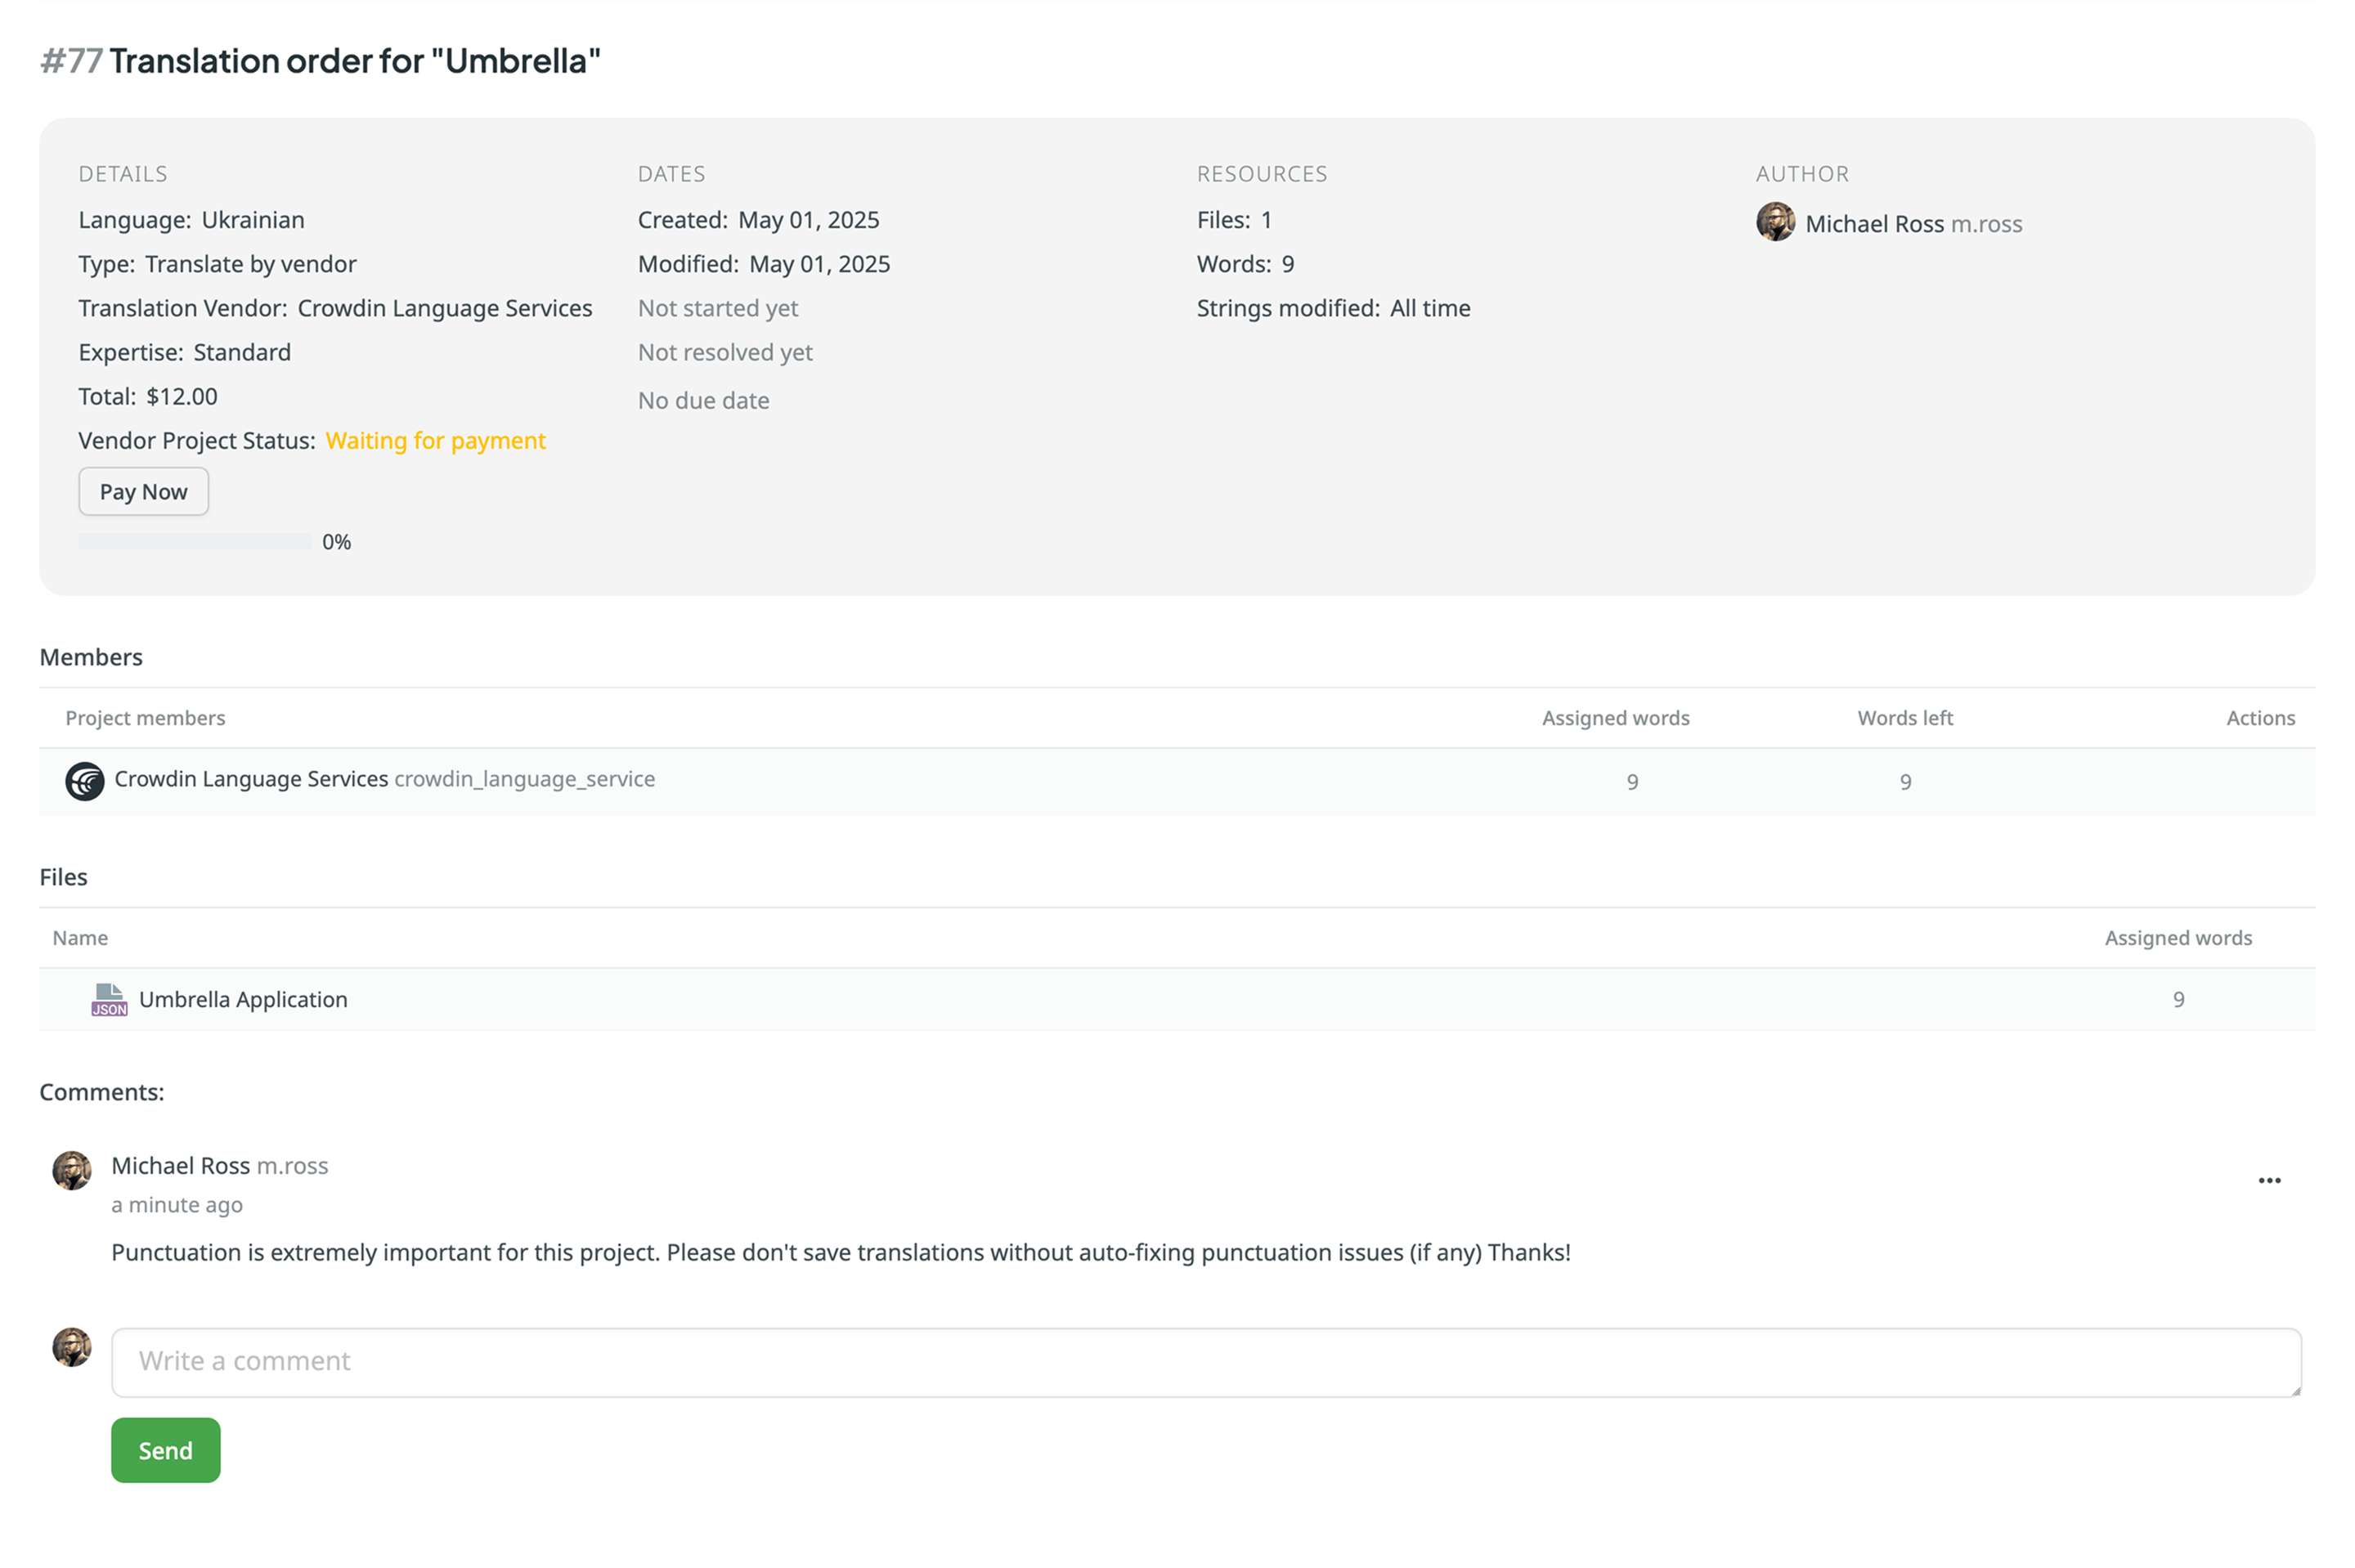 #77 Translation order for "Umbrella"
DETAILS
Language: Ukrainian
Type: Translate by vendor
Translation Vendor: Crowdin Language Services
Expertise: Standard
Total: $12.00
Vendor Project Status: Waiting for payment
Pay Now
0%
DATES
Created: May 01, 2025
Modified: May 01, 2025
Not started yet
Not resolved yet
No due date
RESOURCES
Files: 1
Words: 9
Strings modified: All time
AUTHOR
Michael Ross m.ross
Members
Project members Assigned words Words left Actions
Crowdin Language Services crowdin_language_service 9 9
Files
Name Assigned words
JSON Umbrella Application 9
Comments:
Michael Ross m.ross
a minute ago
Punctuation is extremely important for this project. Please don't save translations without auto-fixing punctuation issues (if any) Thanks!
Write a comment
Send